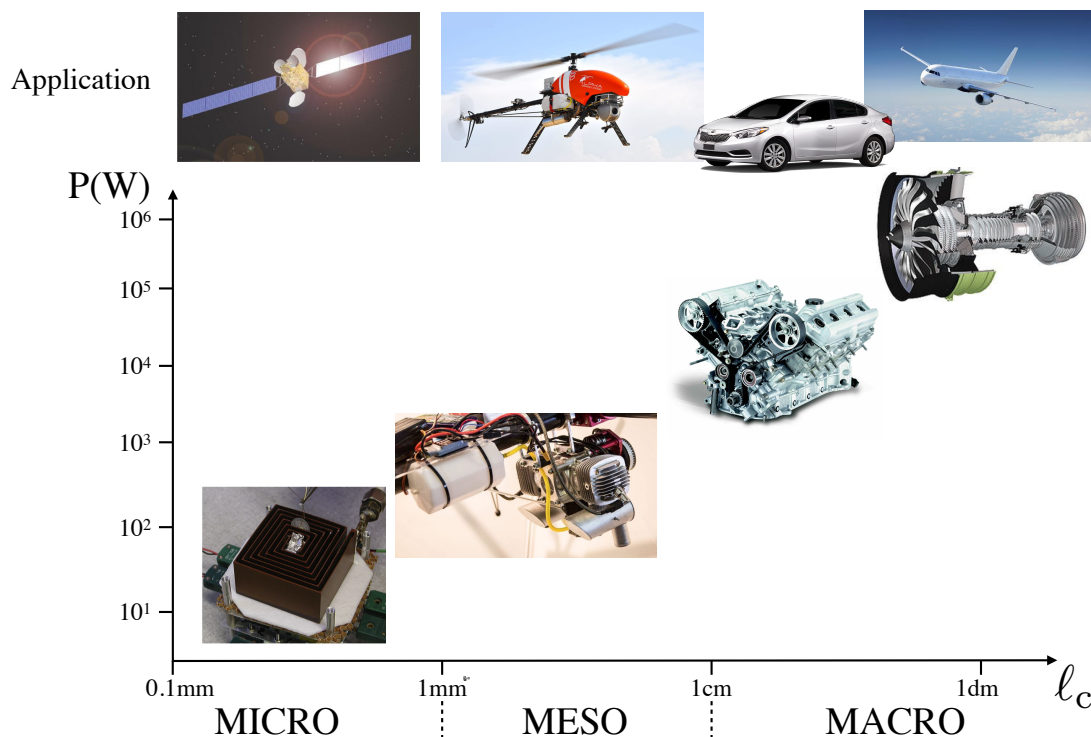 Application
P(W)
10⁶
10⁵
10⁴
10³
10²
10¹
0.1mm
1mm
1cm
1dm
ℓc
MICRO
MESO
MACRO